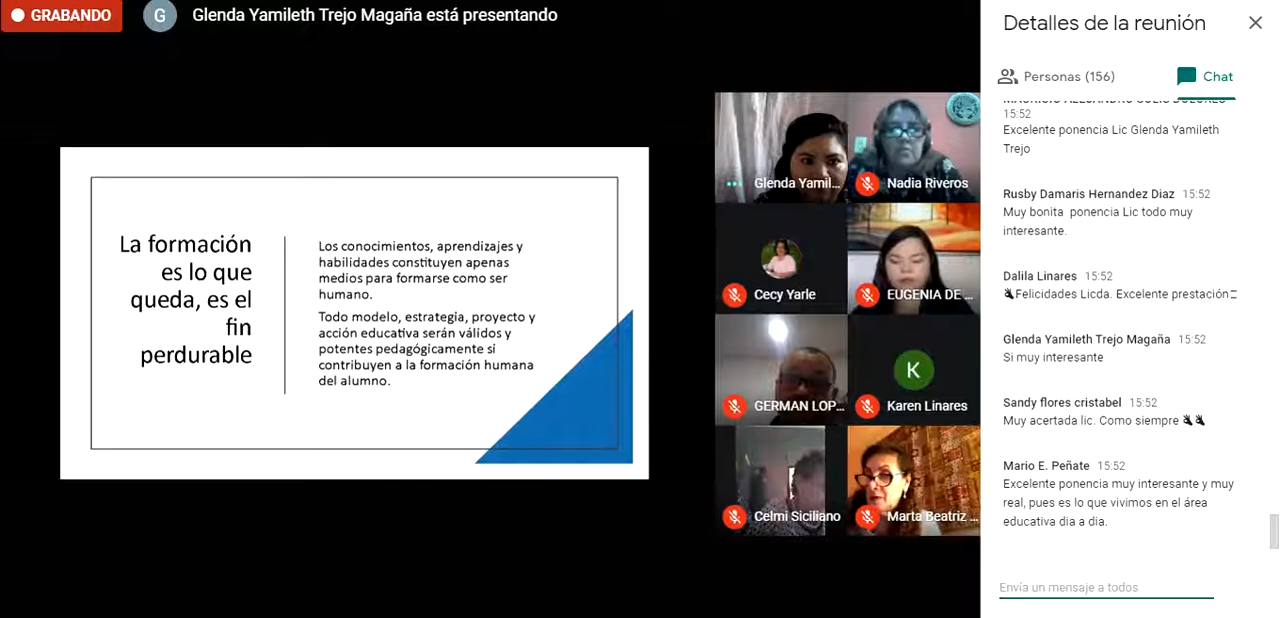 GRABANDO
G
Glenda Yamileth Trejo Magaña está presentando
La formación
es lo que
queda, es el
fin
perdurable
Los conocimientos, aprendizajes y
habilidades constituyen apenas
medios para formarse como ser
humano.
Todo modelo, estrategia, proyecto y
acción educativa serán válidos y
potentes pedagógicamente si
contribuyen a la formación humana
del alumno.
Glenda Yamil...
Nadia Riveros
Cecy Yarle
EUGENIA DE ...
GERMAN LOP...
K
Karen Linares
Celmi Siciliano
Marta Beatriz ...
Detalles de la reunión
Personas (156)
Chat
15:52
Excelente ponencia Lic Glenda Yamileth
Trejo
Rusby Damaris Hernandez Diaz 15:52
Muy bonita ponencia Lic todo muy
interesante.
Dalila Linares 15:52
Felicidades Licda. Excelente prestación
Glenda Yamileth Trejo Magaña 15:52
Si muy interesante
Sandy flores cristabel 15:52
Muy acertada lic. Como siempre
Mario E. Peñate 15:52
Excelente ponencia muy interesante y muy
real, pues es lo que vivimos en el área
educativa dia a dia.
Envía un mensaje a todos